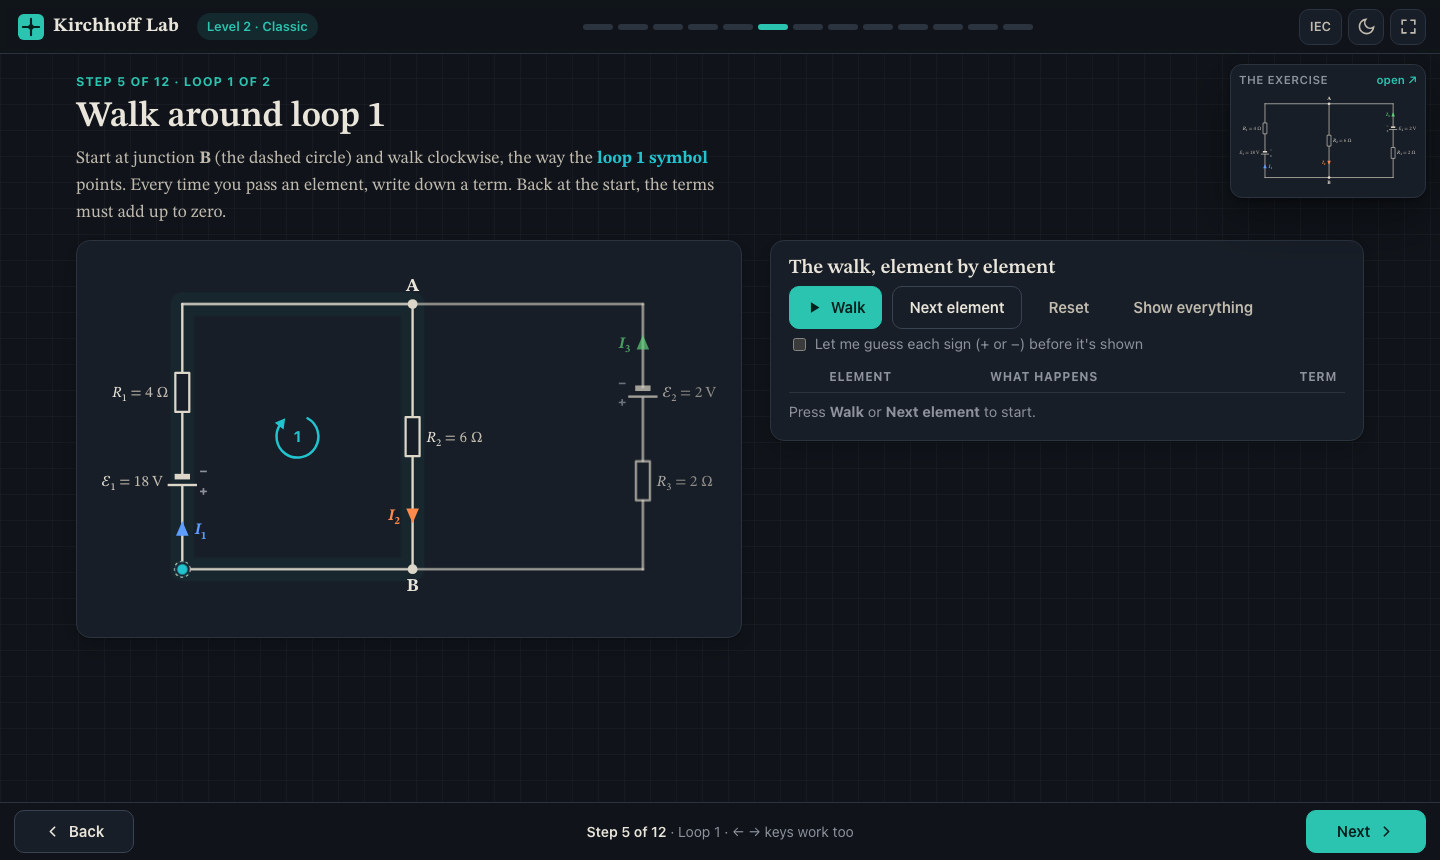 Kirchhoff Lab
Level 2 · Classic
IEC
STEP 5 OF 12 · LOOP 1 OF 2
Walk around loop 1
Start at junction B (the dashed circle) and walk clockwise, the way the loop 1 symbol
points. Every time you pass an element, write down a term. Back at the start, the terms
must add up to zero.
THE EXERCISE
open ↗
A
R₁ = 4 Ω
ℰ₁ = 18 V
−
+
I₁
1
R₂ = 6 Ω
I₂
B
I₃
−
+
ℰ₂ = 2 V
R₃ = 2 Ω
The walk, element by element
Walk
Next element
Reset
Show everything
Let me guess each sign (+ or −) before it's shown
ELEMENT
WHAT HAPPENS
TERM
Press Walk or Next element to start.
Back
Step 5 of 12 · Loop 1 · ← → keys work too
Next